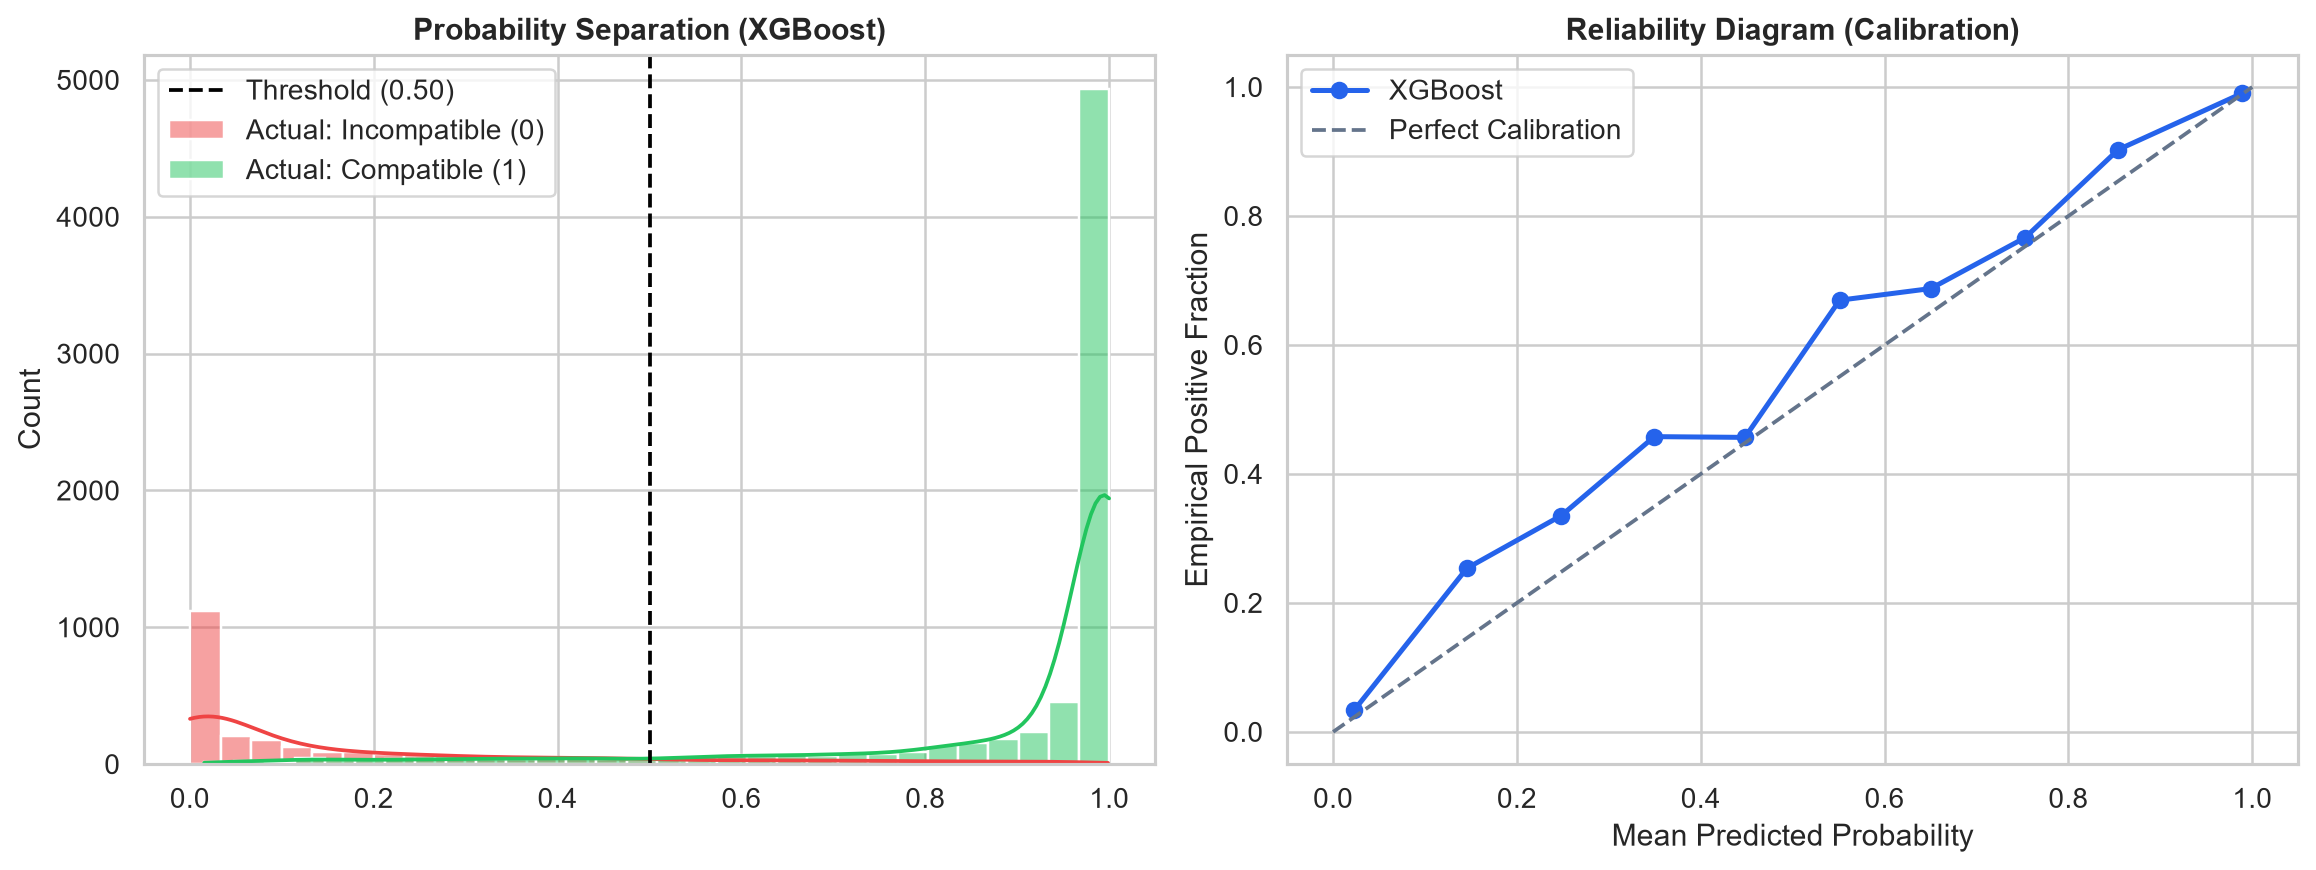 Probability Separation (XGBoost)
Threshold (0.50)
Actual: Incompatible (0)
Actual: Compatible (1)
Count
5000
4000
3000
2000
1000
0
0.0 0.2 0.4 0.6 0.8 1.0
Reliability Diagram (Calibration)
XGBoost
Perfect Calibration
Empirical Positive Fraction
1.0
0.8
0.6
0.4
0.2
0.0
0.0 0.2 0.4 0.6 0.8 1.0
Mean Predicted Probability